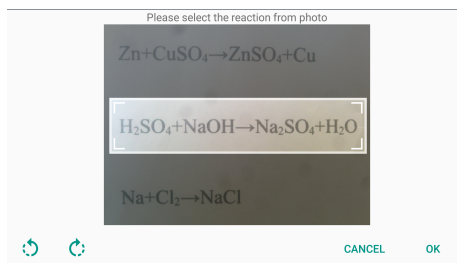 Please select the reaction from photo
Zn+CuSO₄→ZnSO₄+Cu
H₂SO₄+NaOH→Na₂SO₄+H₂O
Na+Cl₂→NaCl
CANCEL OK